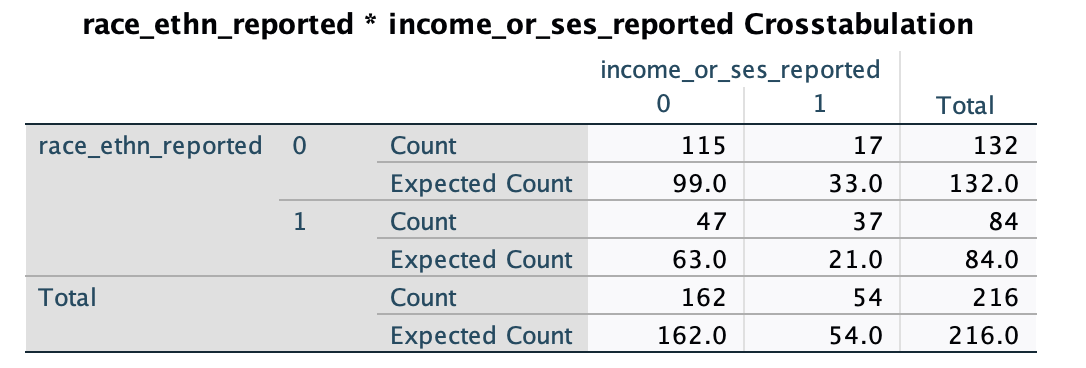 race_ethn_reported * income_or_ses_reported Crosstabulation
income_or_ses_reported
0 1 Total
race_ethn_reported 0 Count 115 17 132
Expected Count 99.0 33.0 132.0
1 Count 47 37 84
Expected Count 63.0 21.0 84.0
Total Count 162 54 216
Expected Count 162.0 54.0 216.0